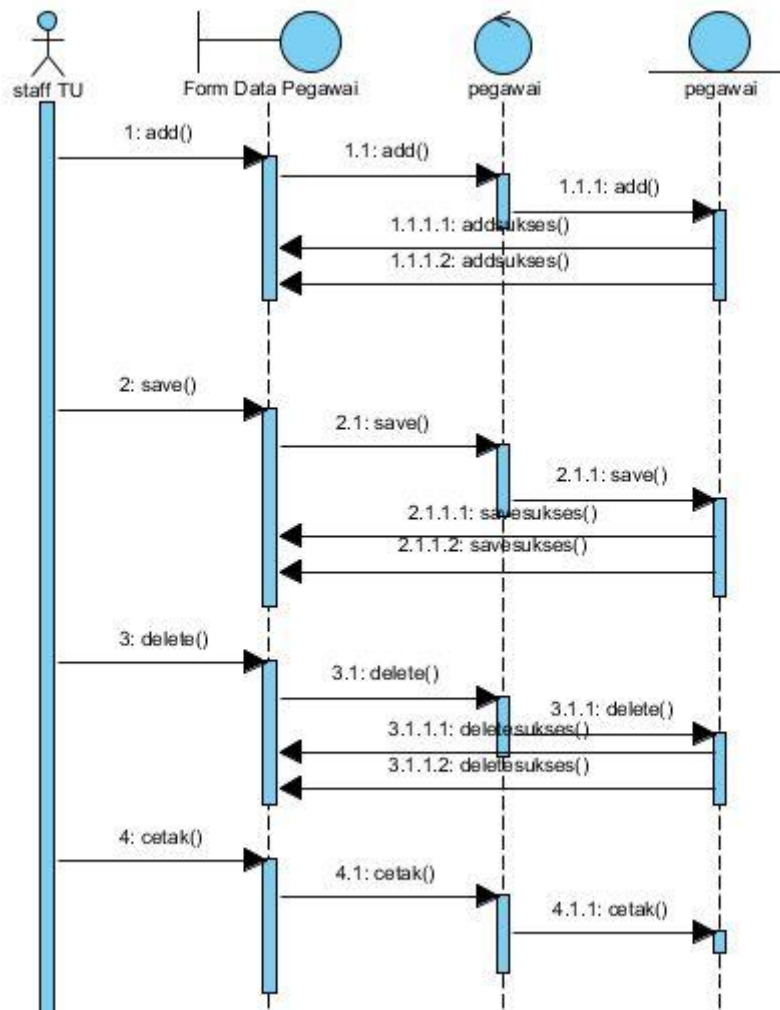 staff TU
Form Data Pegawai
pegawai
pegawai
1: add()
1.1: add()
1.1.1: add()
1.1.1.1: addsukses()
1.1.1.2: addsukses()
2: save()
2.1: save()
2.1.1: save()
2.1.1.1: savesukses()
2.1.1.2: savesukses()
3: delete()
3.1: delete()
3.1.1: delete()
3.1.1.1: deletesukses()
3.1.1.2: deletesukses()
4: cetak()
4.1: cetak()
4.1.1: cetak()